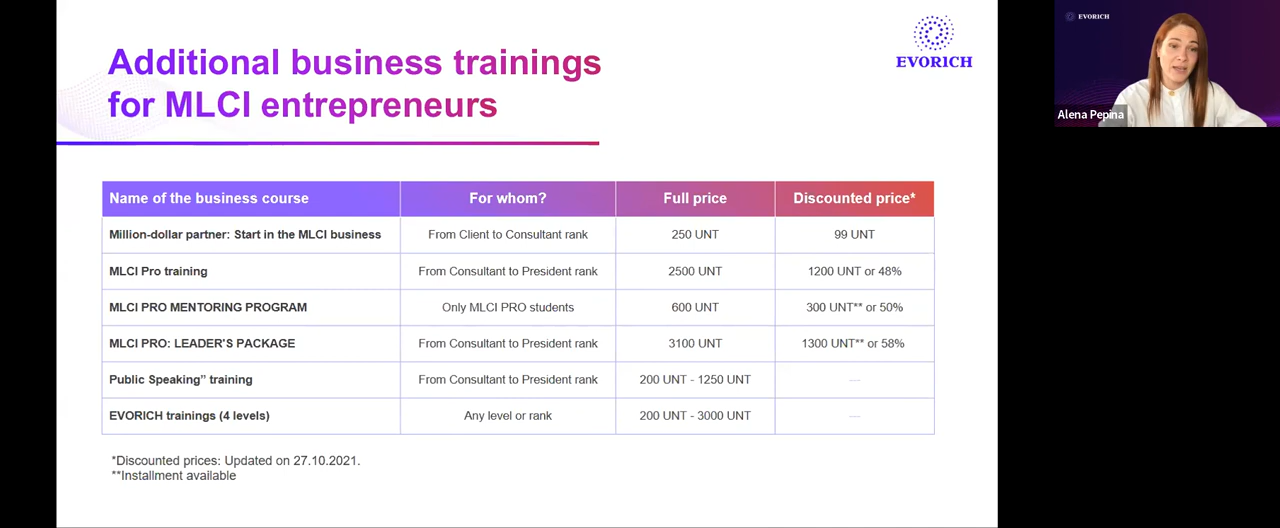 Additional business trainings
for MLCI entrepreneurs
EVORICH
EVORICH
Alena Pepina
Name of the business course For whom? Full price Discounted price*
Million-dollar partner: Start in the MLCI business From Client to Consultant rank 250 UNT 99 UNT
MLCI Pro training From Consultant to President rank 2500 UNT 1200 UNT or 48%
MLCI PRO MENTORING PROGRAM Only MLCI PRO students 600 UNT 300 UNT** or 50%
MLCI PRO: LEADER'S PACKAGE From Consultant to President rank 3100 UNT 1300 UNT** or 58%
Public Speaking” training From Consultant to President rank 200 UNT - 1250 UNT ---
EVORICH trainings (4 levels) Any level or rank 200 UNT - 3000 UNT ---
*Discounted prices: Updated on 27.10.2021.
**Installment available